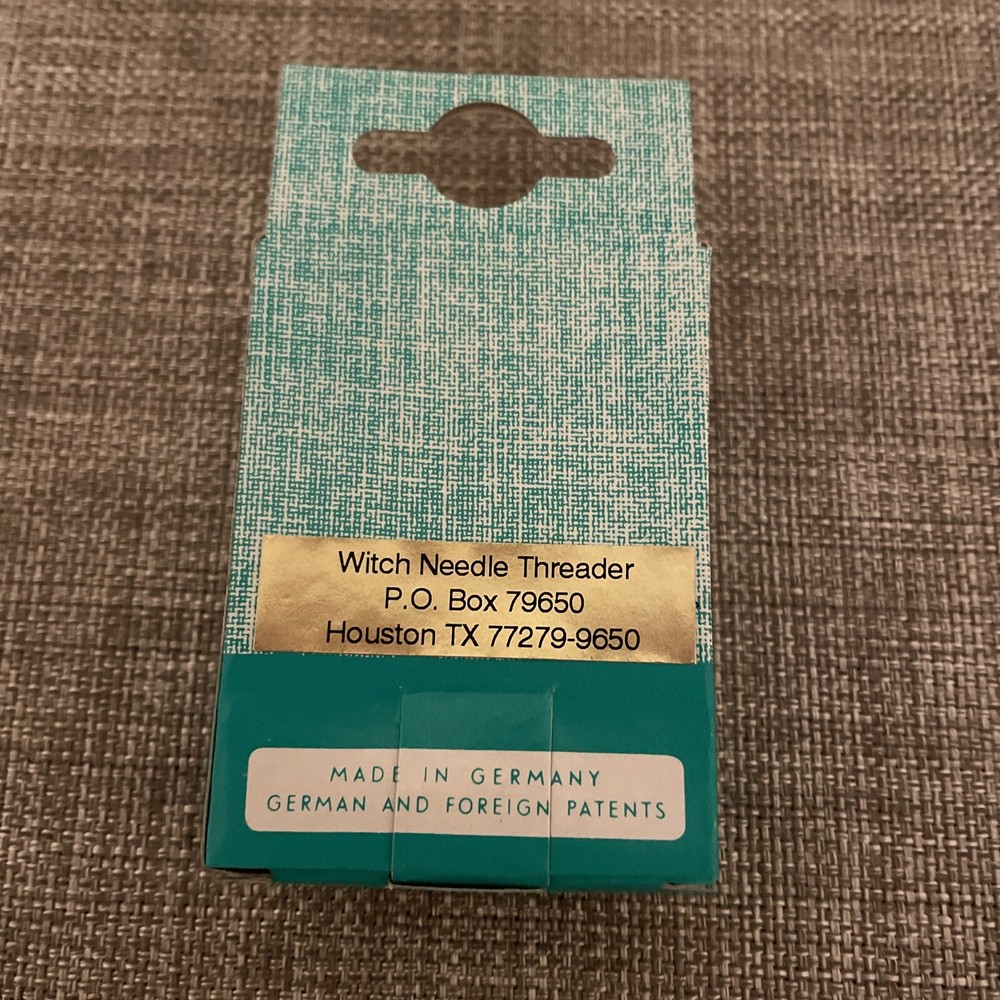 Witch Needle Threader
P.O. Box 79650
Houston TX 77279-9650
MADE IN GERMANY
GERMAN AND FOREIGN PATENTS